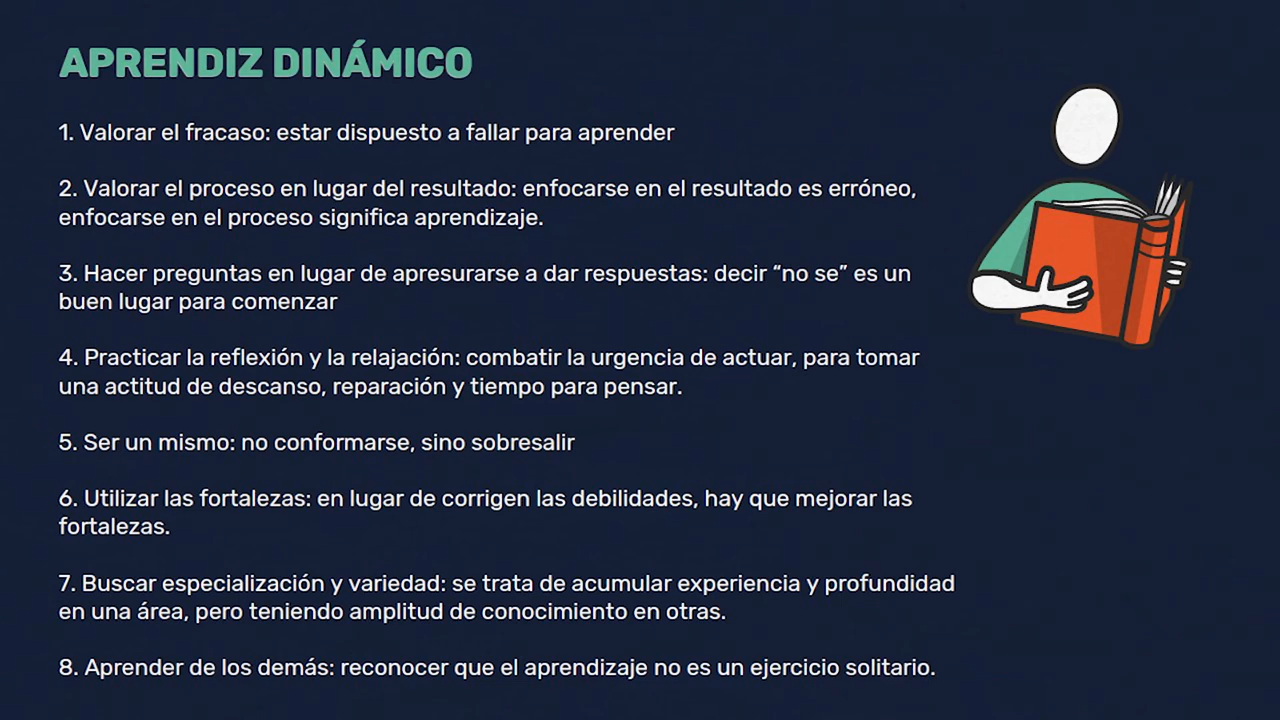 APRENDIZ DINÁMICO
1. Valorar el fracaso: estar dispuesto a fallar para aprender
2. Valorar el proceso en lugar del resultado: enfocarse en el resultado es erróneo,
enfocarse en el proceso significa aprendizaje.
3. Hacer preguntas en lugar de apresurarse a dar respuestas: decir “no se” es un
buen lugar para comenzar
4. Practicar la reflexión y la relajación: combatir la urgencia de actuar, para tomar
una actitud de descanso, reparación y tiempo para pensar.
5. Ser un mismo: no conformarse, sino sobresalir
6. Utilizar las fortalezas: en lugar de corrigen las debilidades, hay que mejorar las
fortalezas.
7. Buscar especialización y variedad: se trata de acumular experiencia y profundidad
en una área, pero teniendo amplitud de conocimiento en otras.
8. Aprender de los demás: reconocer que el aprendizaje no es un ejercicio solitario.